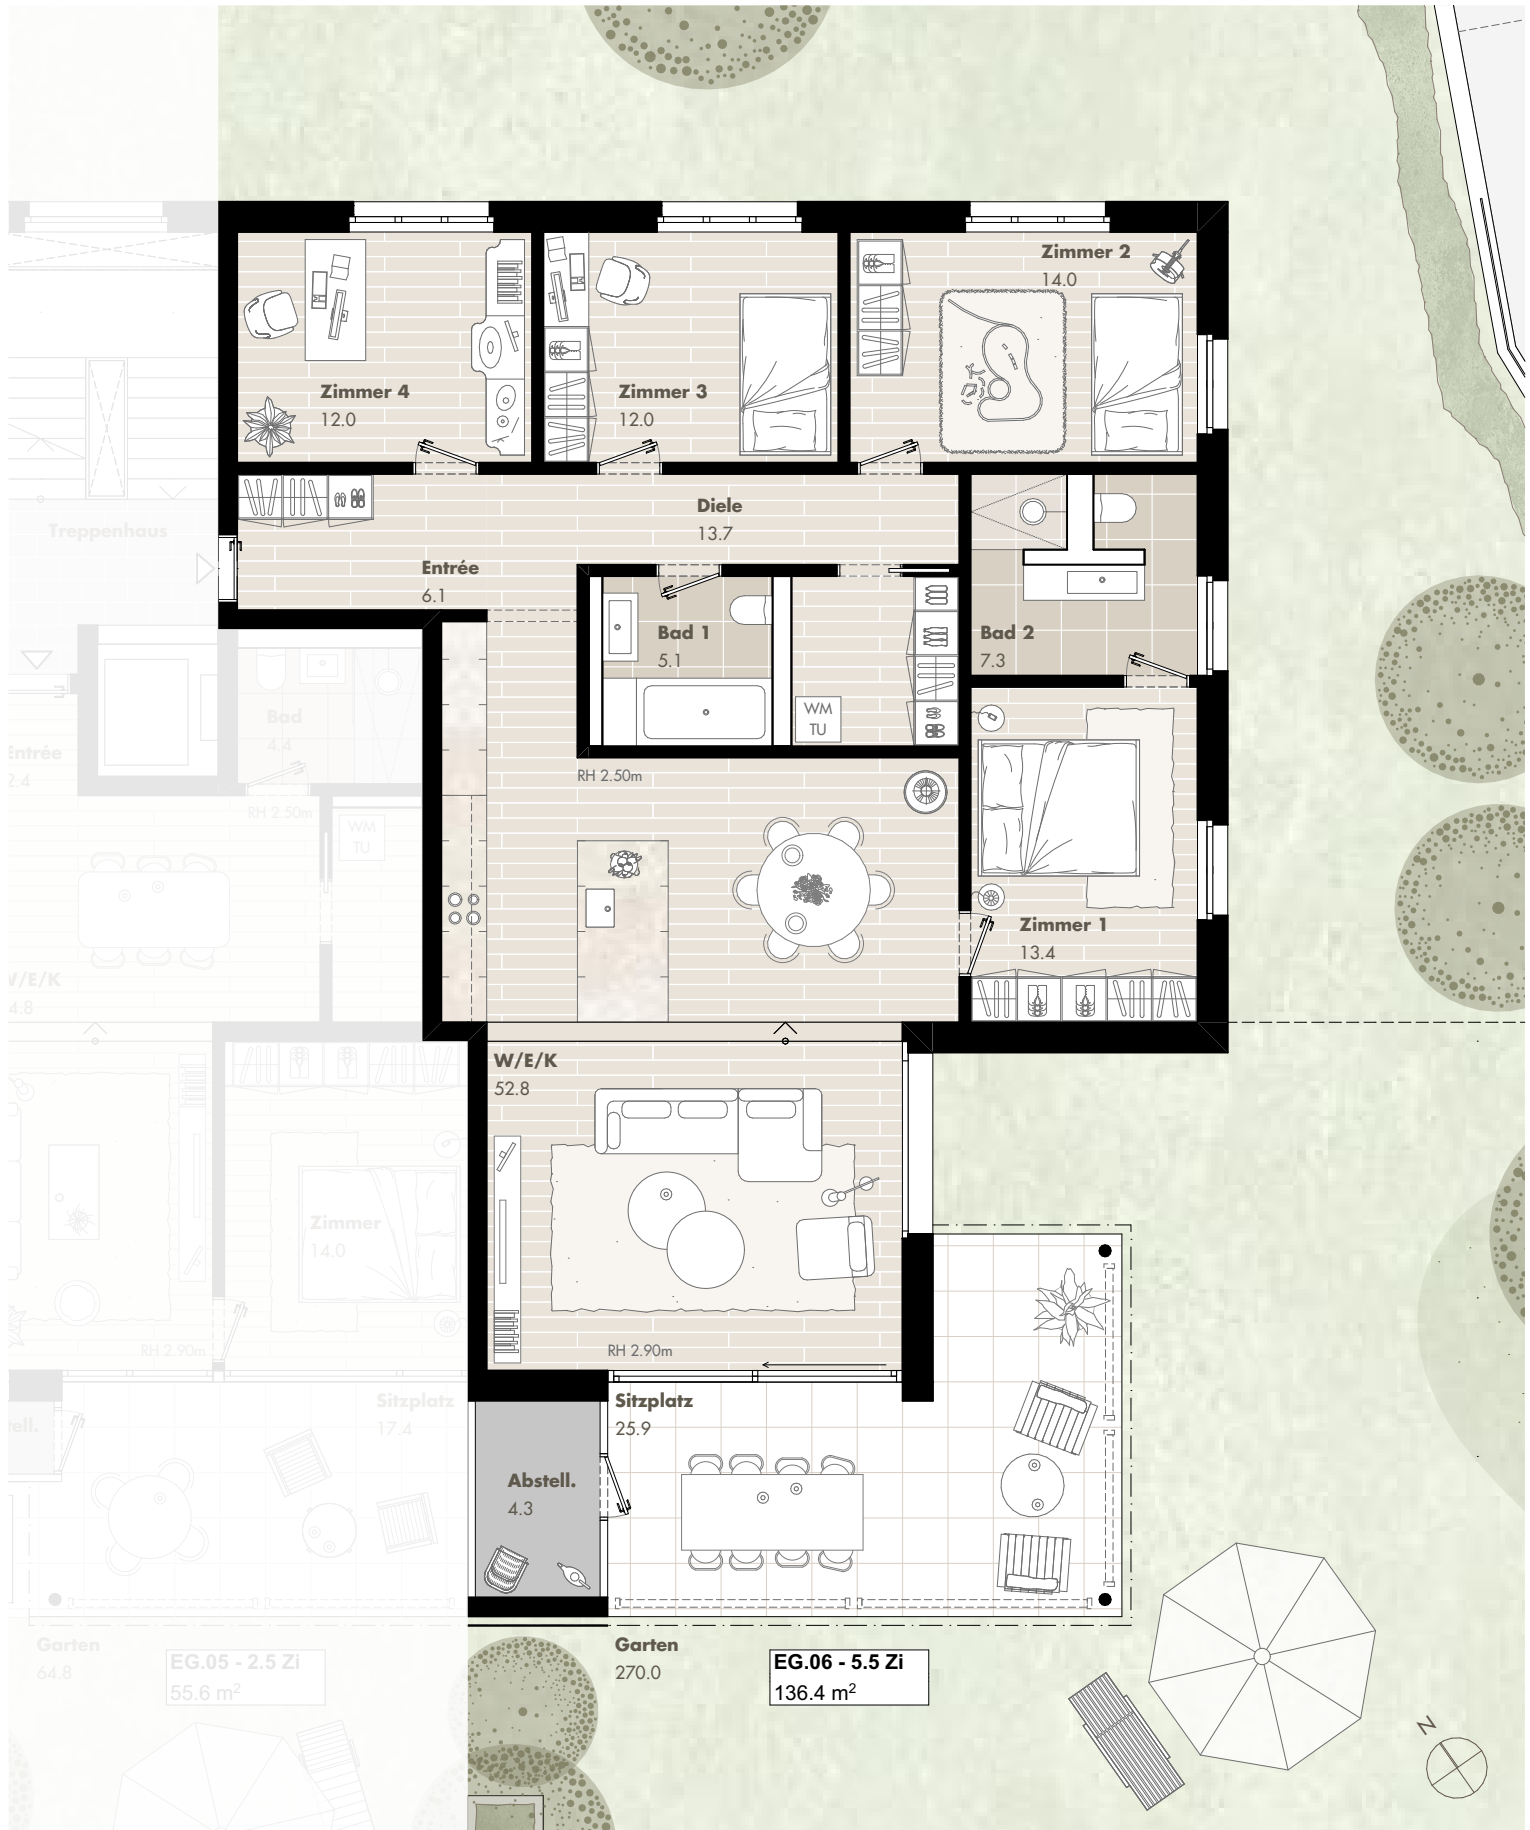 Zimmer 4
12.0
Zimmer 3
12.0
Zimmer 2
14.0
Treppenhaus
Diele
13.7
Entrée
6.1
Bad 1
5.1
Bad 2
7.3
WM
TU
Bad
4.4
Entrée
2.4
RH 2.50m
RH 2.50m
WM
TU
Zimmer 1
13.4
W/E/K
4.8
W/E/K
52.8
Zimmer
14.0
RH 2.90m
RH 2.90m
Sitzplatz
17.4
Sitzplatz
25.9
tell.
Abstell.
4.3
Garten
64.8
EG.05 - 2.5 Zi
55.6 m²
Garten
270.0
EG.06 - 5.5 Zi
136.4 m²
N